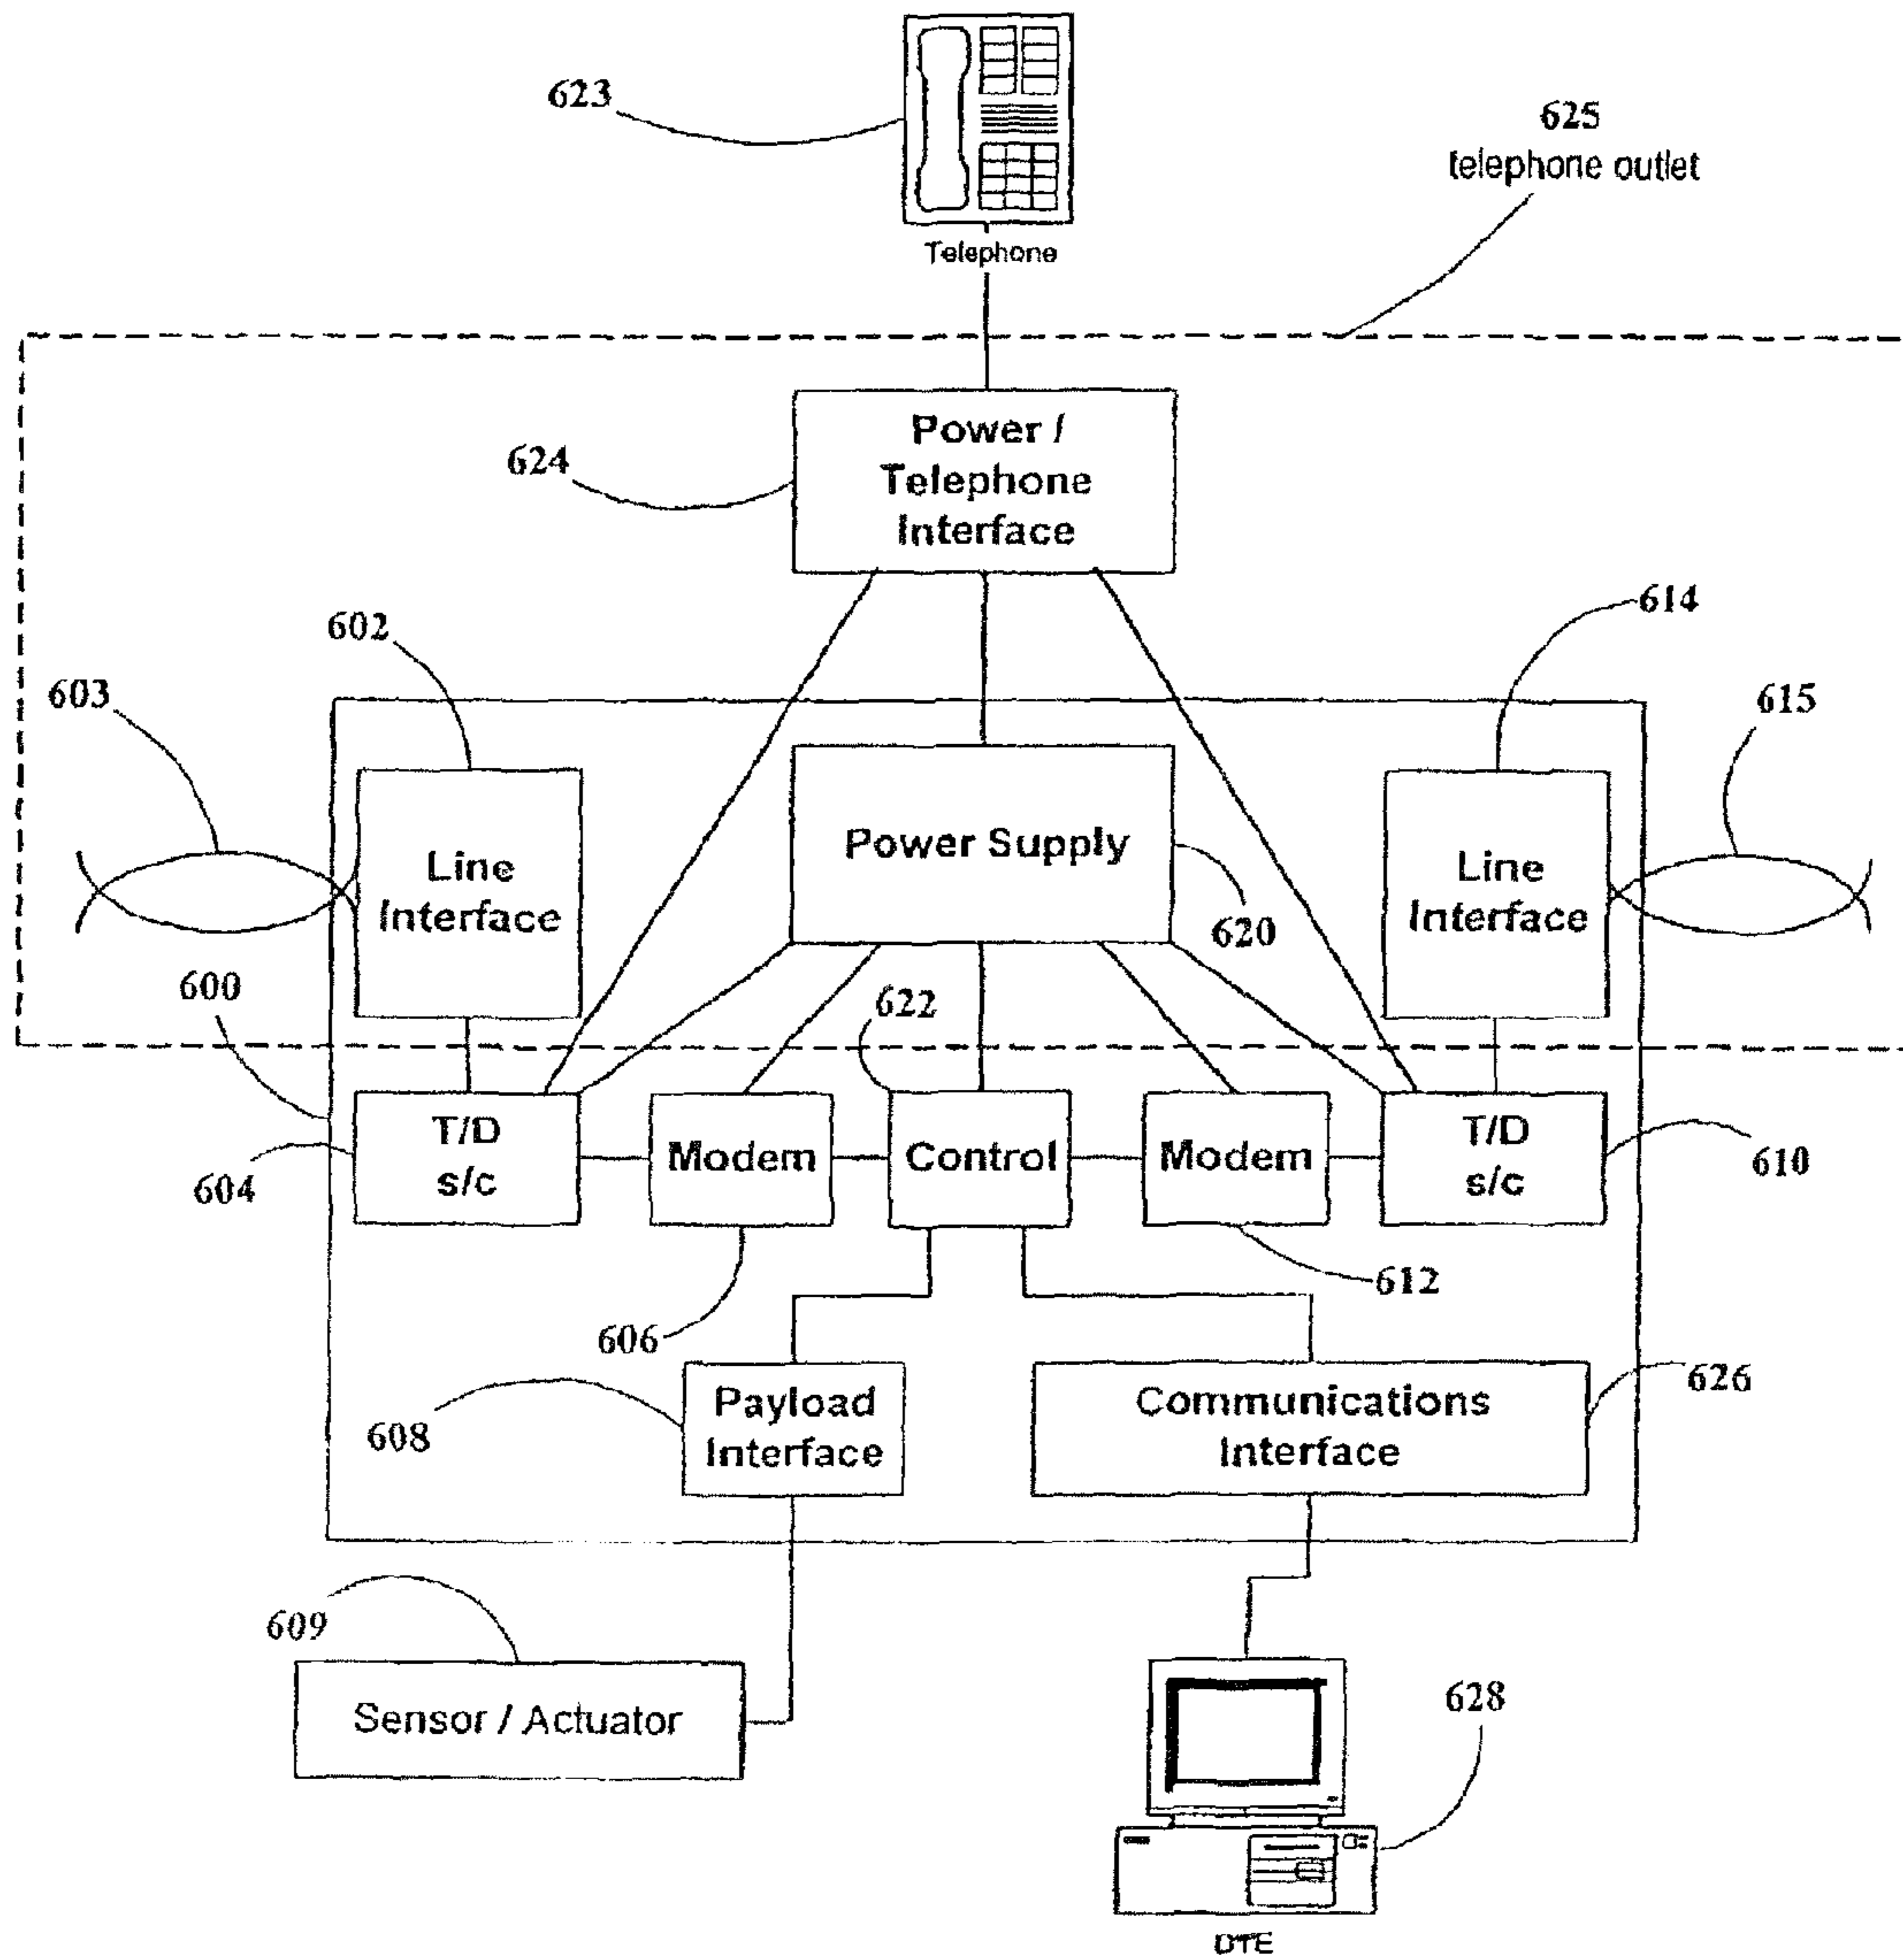 623
625
telephone outlet
Telephone
Power /
Telephone
Interface
624
602
614
603
615
Line
Interface
Power Supply
Line
Interface
620
600
622
T/D
s/c
Modem
Control
Modem
T/D
s/c
604
610
606
612
Payload
Interface
Communications
Interface
608
626
609
Sensor / Actuator
628
DTE